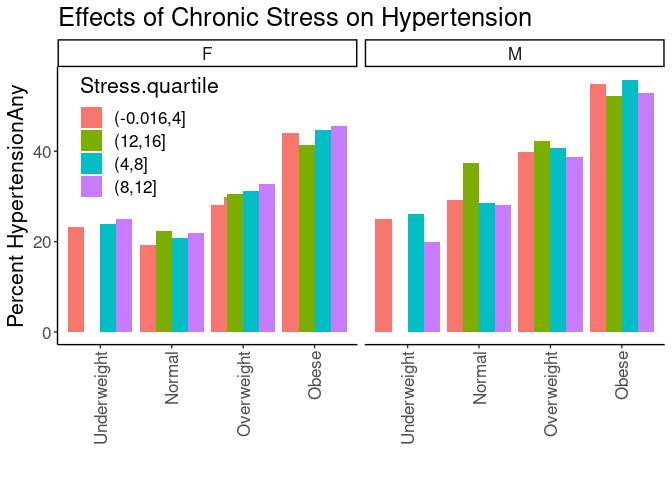 Effects of Chronic Stress on Hypertension
F
M
Stress.quartile
(-0.016,4]
(12,16]
(4,8]
(8,12]
Percent HypertensionAny
40
20
0
Underweight
Normal
Overweight
Obese
Underweight
Normal
Overweight
Obese